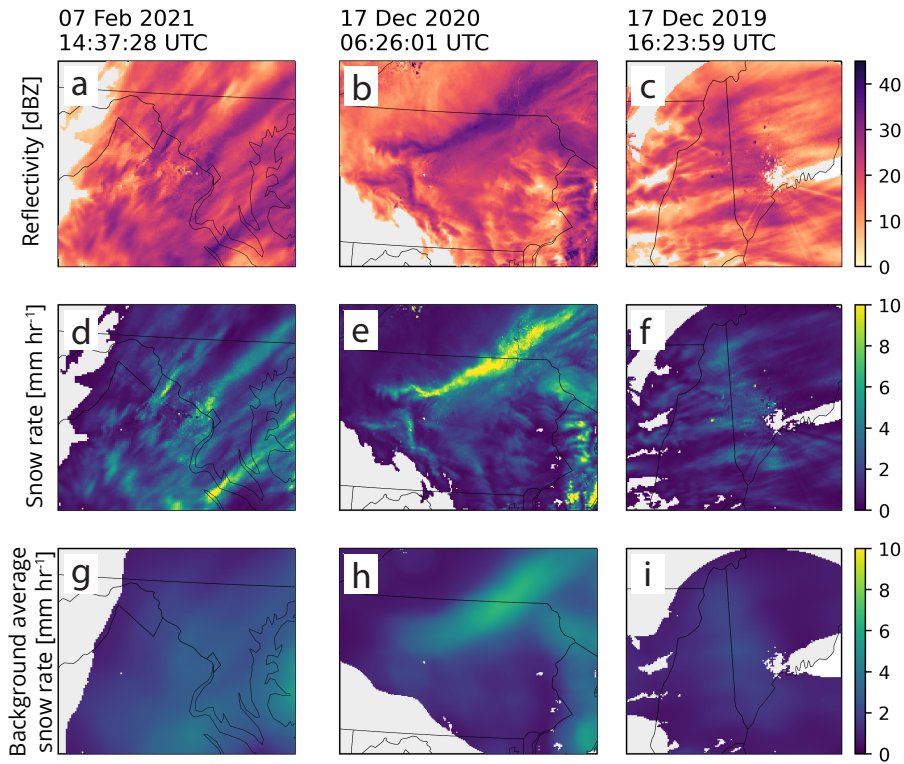 07 Feb 2021
14:37:28 UTC
17 Dec 2020
06:26:01 UTC
17 Dec 2019
16:23:59 UTC
Reflectivity [dBZ]
a
b
c
40
30
20
10
0
Snow rate [mm hr⁻¹]
d
e
f
10
8
6
4
2
0
Background average
snow rate [mm hr⁻¹]
g
h
i
10
8
6
4
2
0